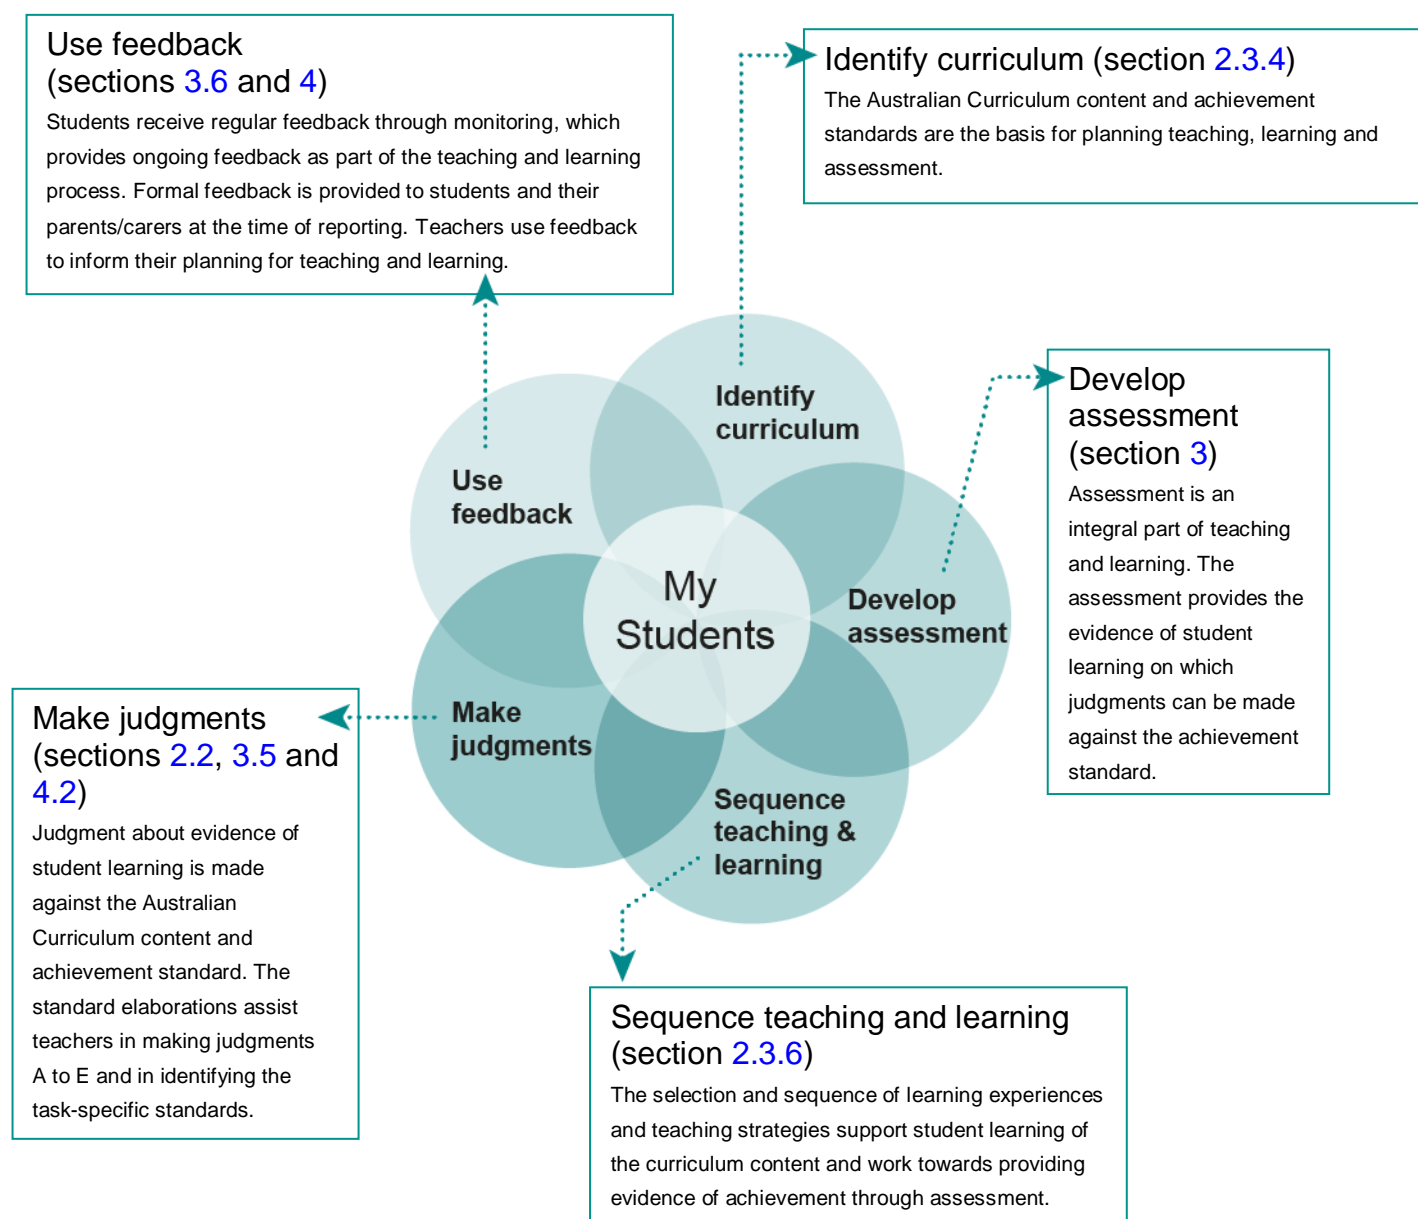 Use feedback
(sections 3.6 and 4)
Students receive regular feedback through monitoring, which
provides ongoing feedback as part of the teaching and learning
process. Formal feedback is provided to students and their
parents/carers at the time of reporting. Teachers use feedback
to inform their planning for teaching and learning.
Identify curriculum (section 2.3.4)
The Australian Curriculum content and achievement
standards are the basis for planning teaching, learning and
assessment.
Develop
assessment
(section 3)
Assessment is an
integral part of teaching
and learning. The
assessment provides the
evidence of student
learning on which
judgments can be made
against the achievement
standard.
Identify
curriculum
Use
feedback
My
Students
Develop
assessment
Make
judgments
Sequence
teaching &
learning
Make judgments
(sections 2.2, 3.5 and
4.2)
Judgment about evidence of
student learning is made
against the Australian
Curriculum content and
achievement standard. The
standard elaborations assist
teachers in making judgments
A to E and in identifying the
task-specific standards.
Sequence teaching and learning
(section 2.3.6)
The selection and sequence of learning experiences
and teaching strategies support student learning of
the curriculum content and work towards providing
evidence of achievement through assessment.